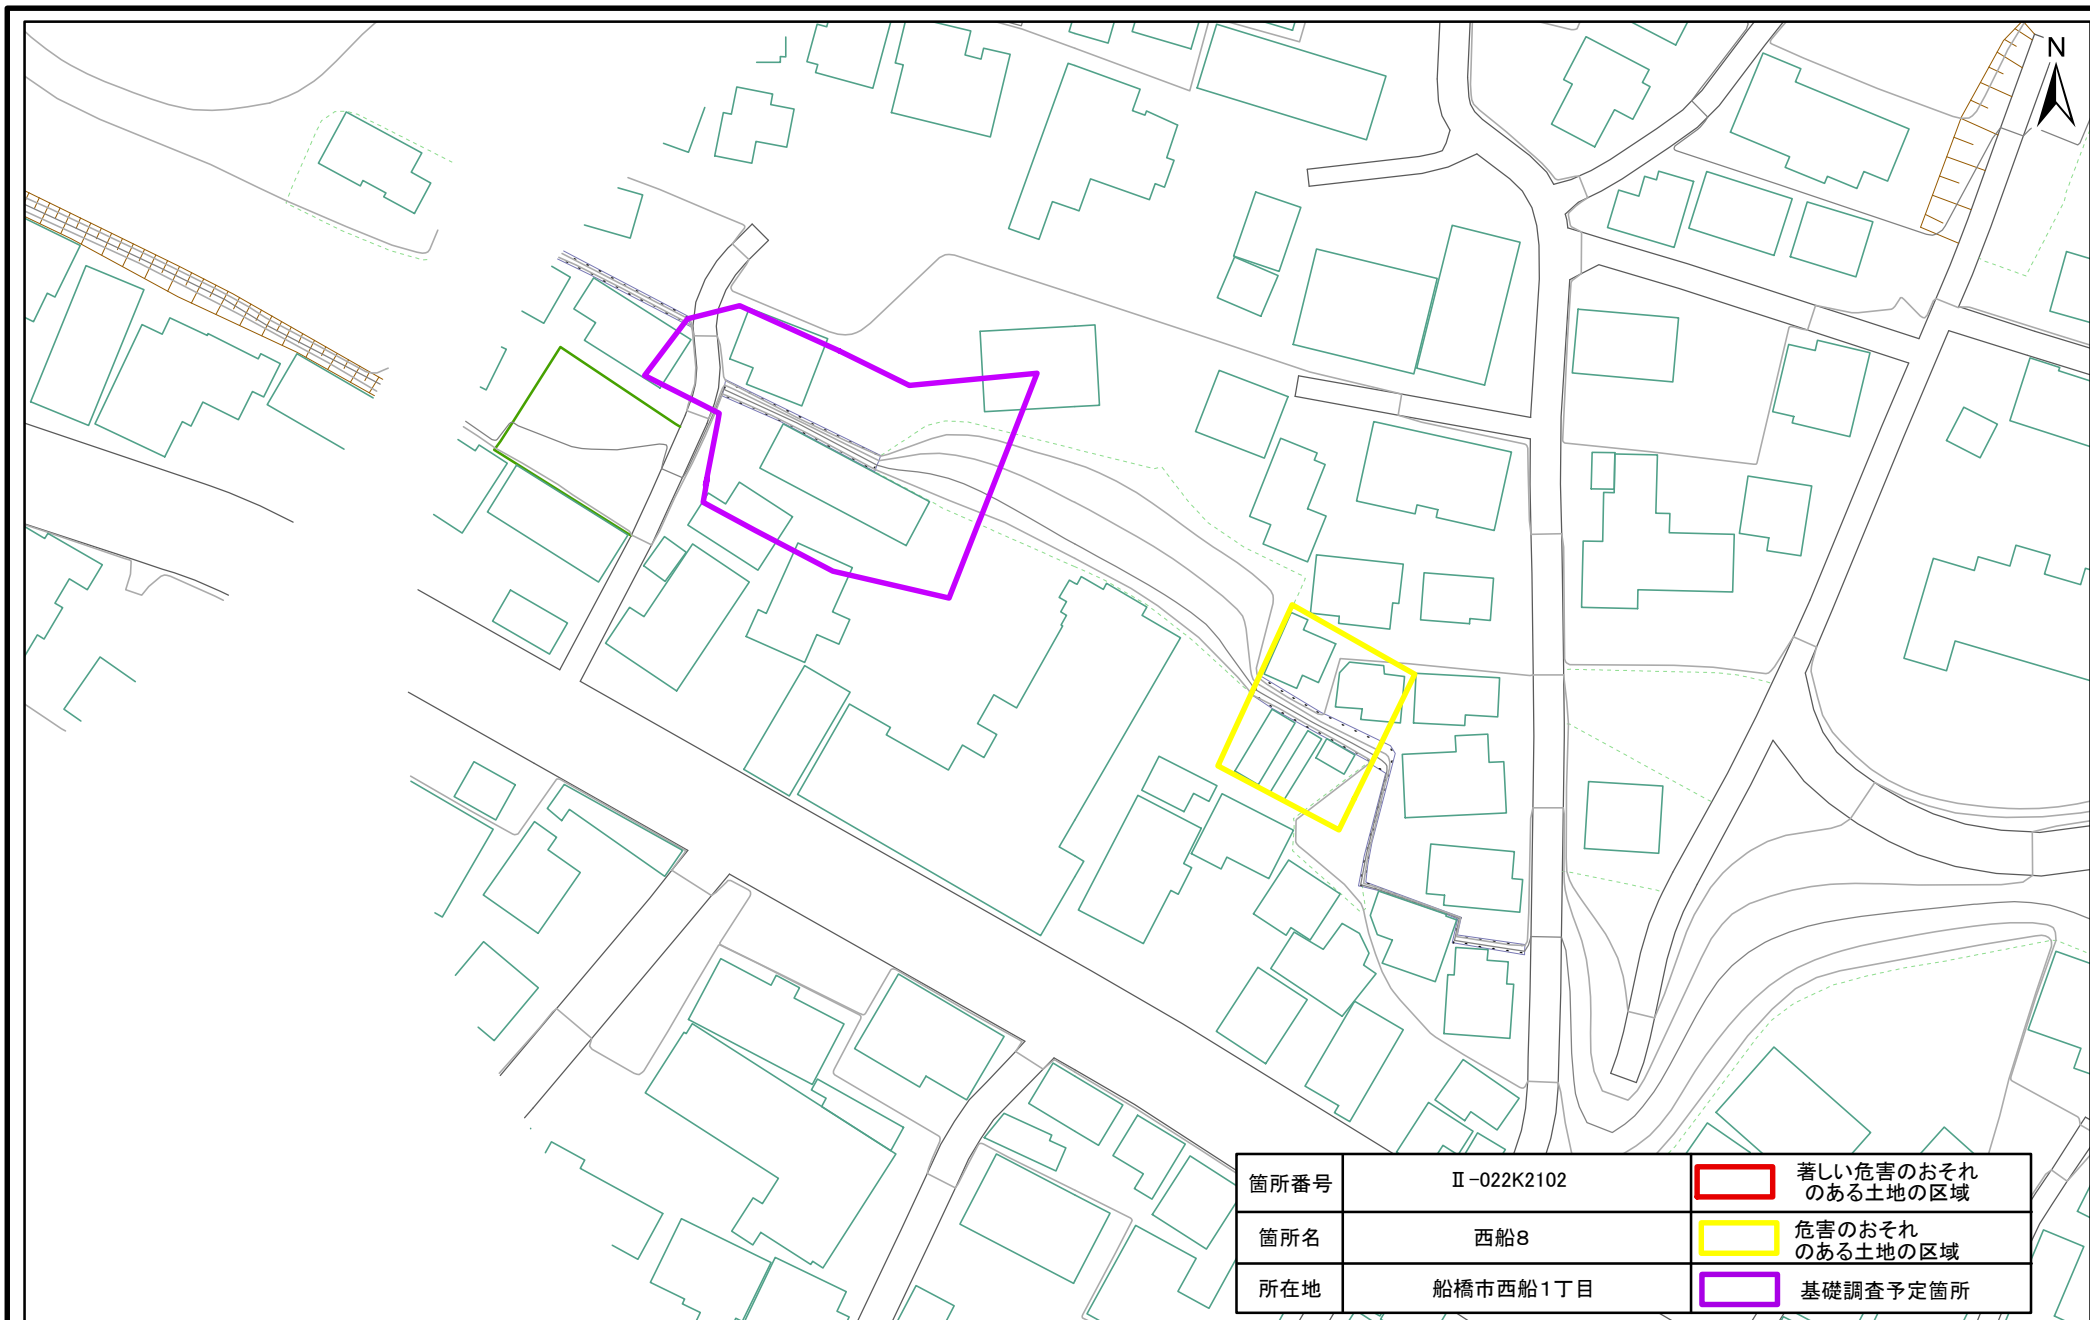 N
箇所番号
Ⅱ-022K2102
著しい危害のおそれ
のある土地の区域
箇所名
西船8
危害のおそれ
のある土地の区域
所在地
船橋市西船1丁目
基礎調査予定箇所